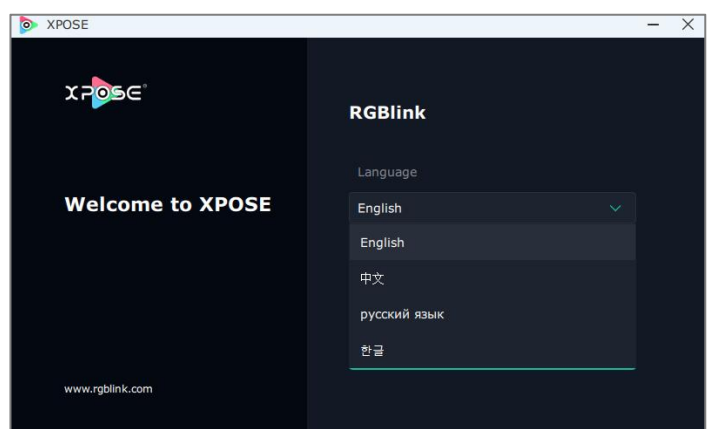 XPOSE
XPOSE®
Welcome to XPOSE
www.rgblink.com
RGBlink
Language
English
English
中文
русский язык
한글